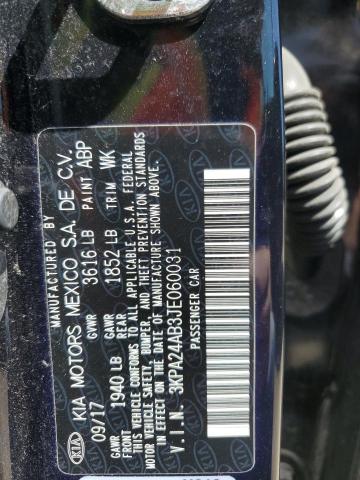 MANUFACTURED BY
KIA KIA MOTORS MEXICO S.A. DE C.V.
09/17 GVWR 3616 LB PAINT ABP
GAWR FRONT 1940 LB GAWR REAR 1852 LB TRIM WK
THIS VEHICLE CONFORMS TO ALL APPLICABLE U.S.A. FEDERAL
MOTOR VEHICLE SAFETY, BUMPER, AND THEFT PREVENTION STANDARDS
IN EFFECT ON THE DATE OF MANUFACTURE SHOWN ABOVE.
V.I.N. 3KPA24AB3JE060031
PASSENGER CAR